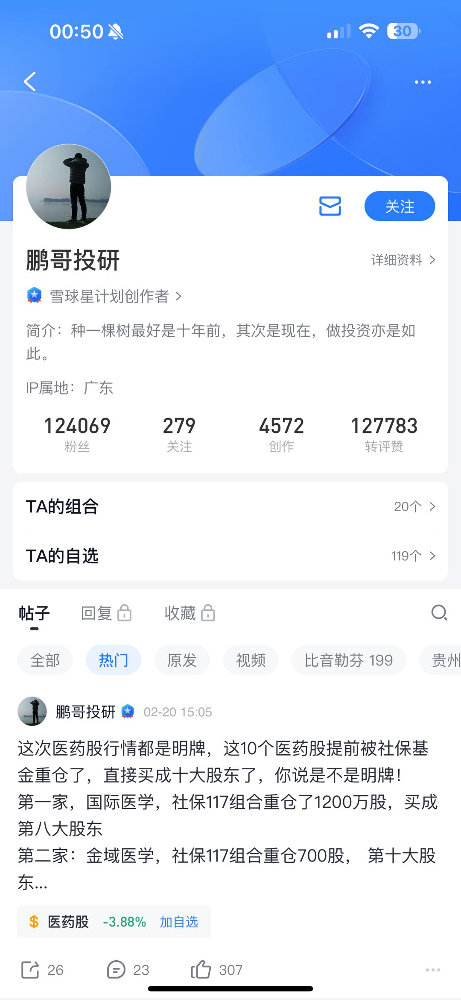 00:50
30
关注
鹏哥投研
详细资料
雪球星计划创作者
简介：种一棵树最好是十年前，其次是现在，做投资亦是如
此。
IP属地：广东
124069 279 4572 127783
粉丝 关注 创作 转评赞
TA的组合 20个
TA的自选 119个
帖子 回复 收藏
全部 热门 原发 视频 比音勒芬 199 贵州
鹏哥投研 02-20 15:05
这次医药股行情都是明牌，这10个医药股提前被社保基
金重仓了，直接买成十大股东了，你说是不是明牌！
第一家，国际医学，社保117组合重仓了1200万股，买成
第八大股东
第二家：金域医学，社保117组合重仓700股， 第十大股
东...
$ 医药股 -3.88% 加自选
26 23 307